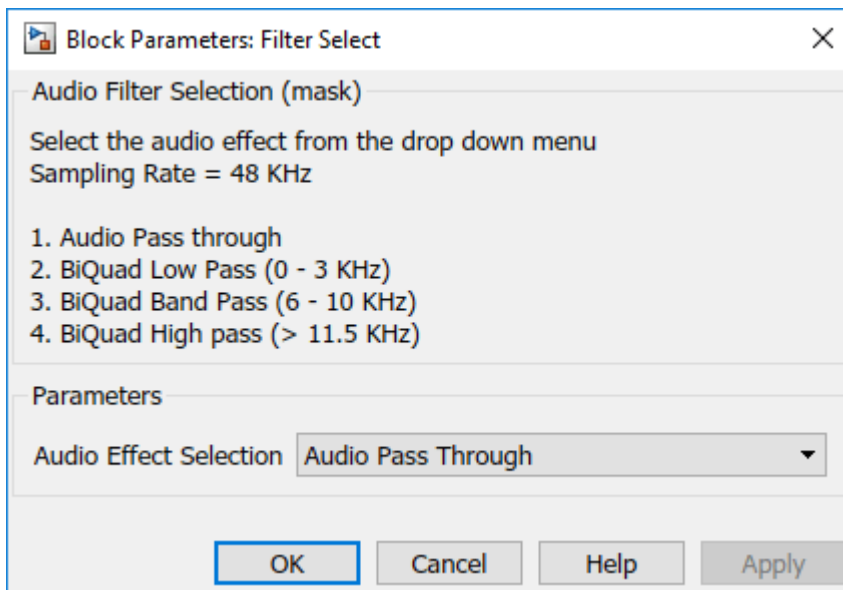 Block Parameters: Filter Select
Audio Filter Selection (mask)
Select the audio effect from the drop down menu
Sampling Rate = 48 KHz
1. Audio Pass through
2. BiQuad Low Pass (0 - 3 KHz)
3. BiQuad Band Pass (6 - 10 KHz)
4. BiQuad High pass (> 11.5 KHz)
Parameters
Audio Effect Selection Audio Pass Through
OK Cancel Help Apply